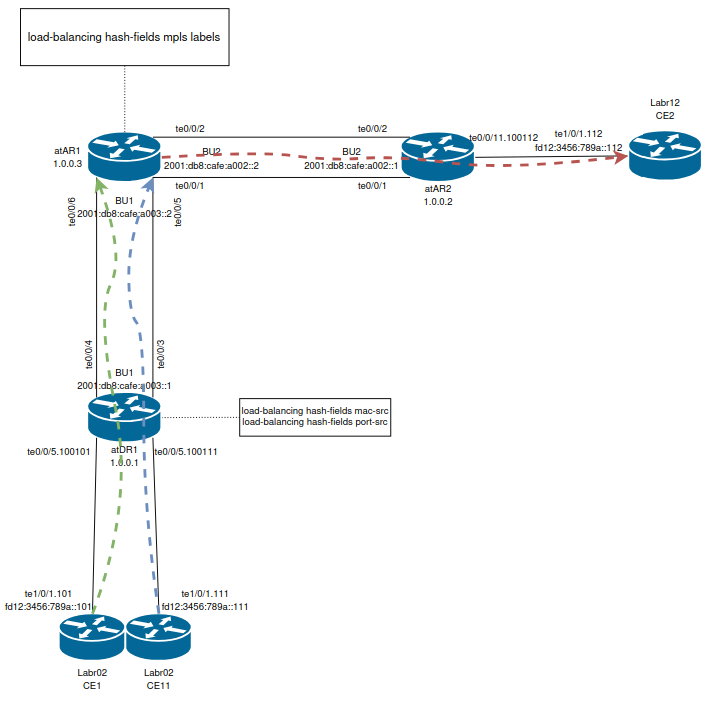 load-balancing hash-fields mpls labels
Labr12
CE2
te0/0/2
te0/0/2
te0/0/11.100112
te1/0/1.112
fd12:3456:789a::112
atAR1
1.0.0.3
BU2
2001:db8:cafe:a002::2
BU2
2001:db8:cafe:a002::1
te0/0/1
te0/0/1
atAR2
1.0.0.2
te0/0/6
BU1
2001:db8:cafe:a003::2
te0/0/5
te0/0/4
te0/0/3
BU1
2001:db8:cafe:a003::1
load-balancing hash-fields mac-src
load-balancing hash-fields port-src
te0/0/5.100101
atDR1
1.0.0.1
te0/0/5.100111
te1/0/1.101
fd12:3456:789a::101
te1/0/1.111
fd12:3456:789a::111
Labr02
CE1
Labr02
CE11